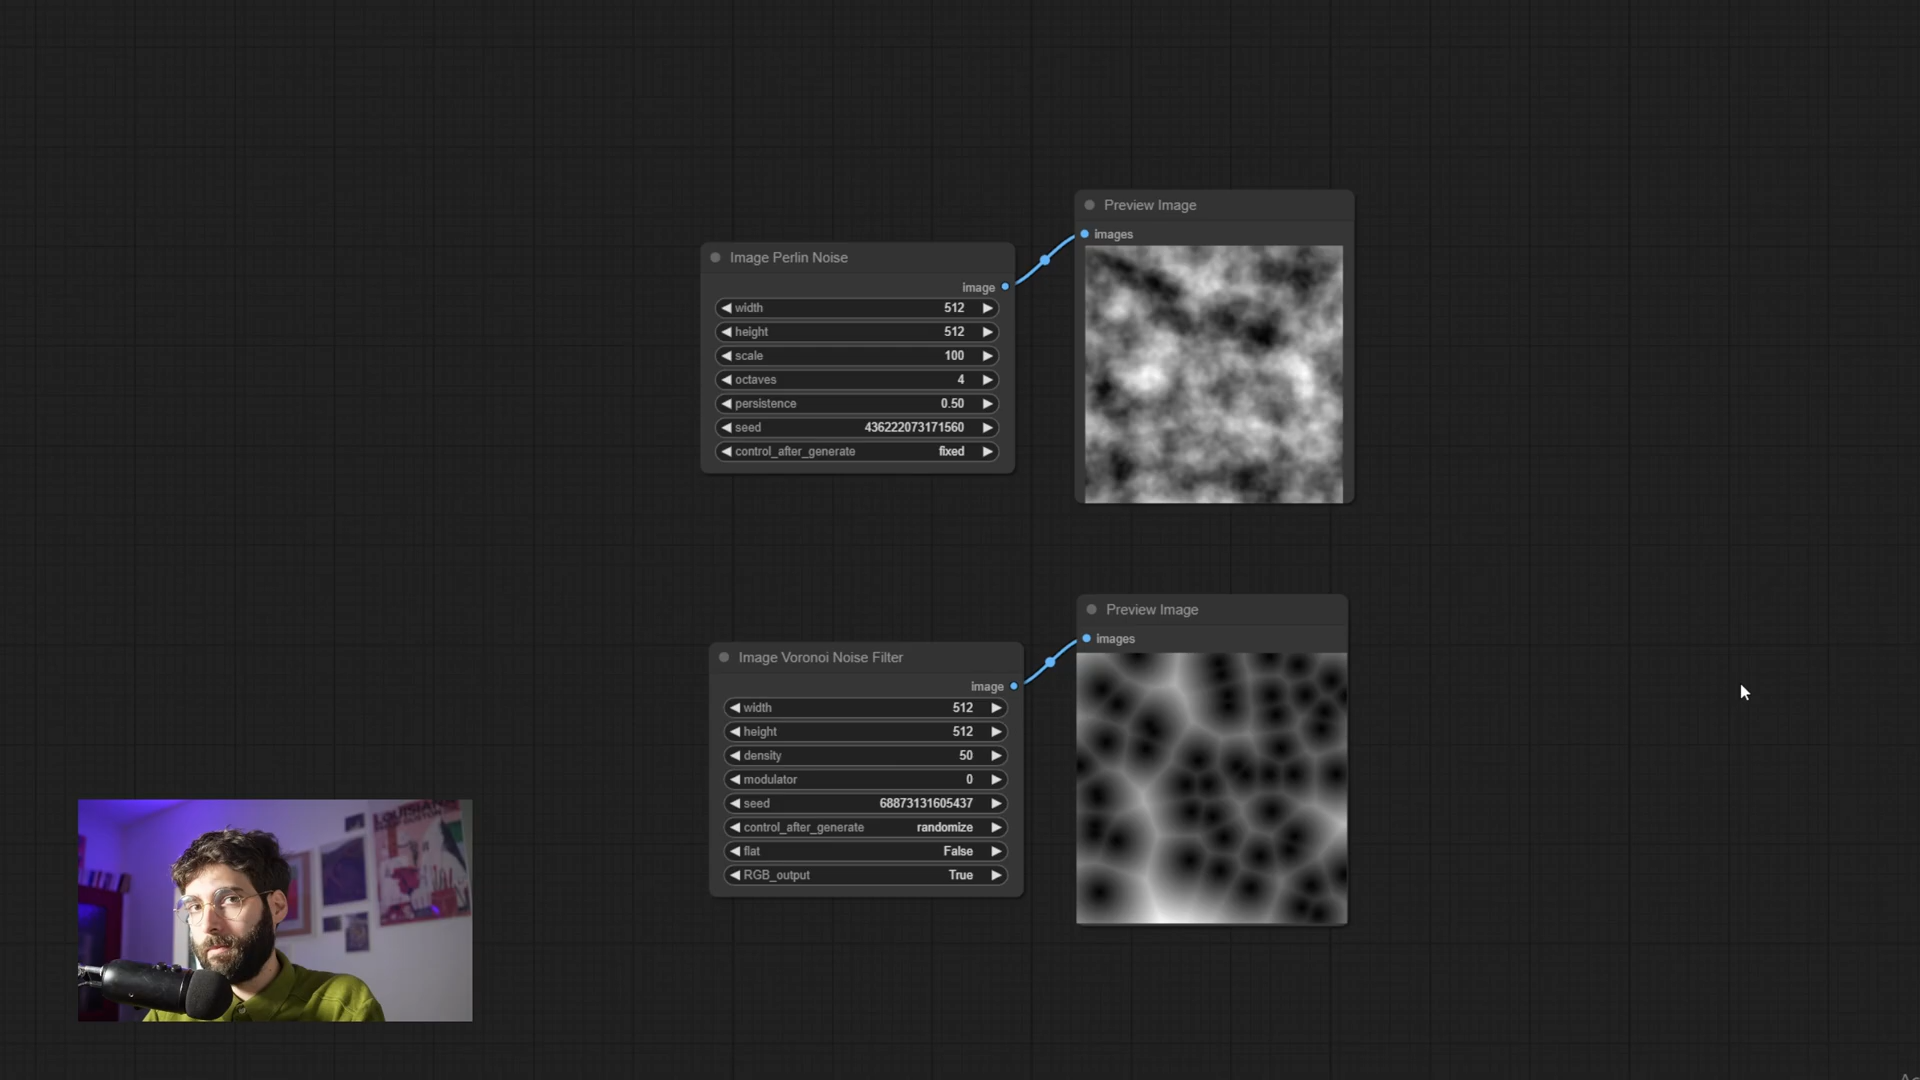 Preview Image
images
Image Perlin Noise
image
width 512
height 512
scale 100
octaves 4
persistence 0.50
seed 436222073171560
control_after_generate fixed
Preview Image
images
Image Voronoi Noise Filter
image
width 512
height 512
density 50
modulator 0
seed 68873131605437
control_after_generate randomize
flat False
RGB_output True